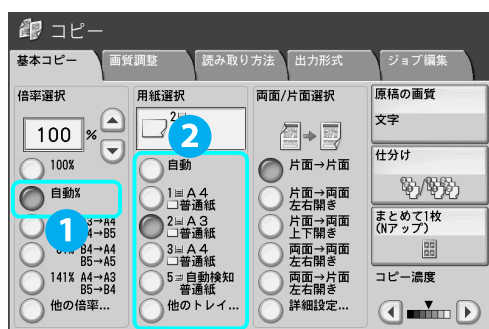 コピー
基本コピー
画質調整
読み取り方法
出力形式
ジョブ編集
倍率選択
100 %
100%
自動%
1
A4→B5
81% B4→A4
B5→A5
141% A4→A3
B5→B4
他の倍率...
用紙選択
2
2
自動
1 A4
普通紙
2 A3
普通紙
3 A4
普通紙
5 自動検知
普通紙
他のトレイ...
両面/片面選択
片面→片面
片面→両面
左右開き
片面→両面
上下開き
両面→両面
左右開き
両面→片面
左右開き
詳細設定...
原稿の画質
文字
仕分け
まとめて1枚
(Nアップ)
コピー濃度